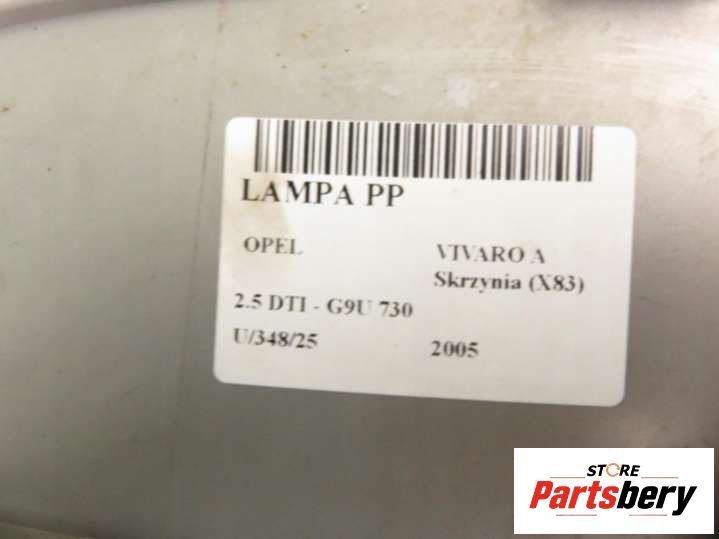 LAMPA PP
OPEL
VIVARO A
Skrzynia (X83)
2.5 DTI - G9U 730
U/348/25
2005
STORE
Partsbery